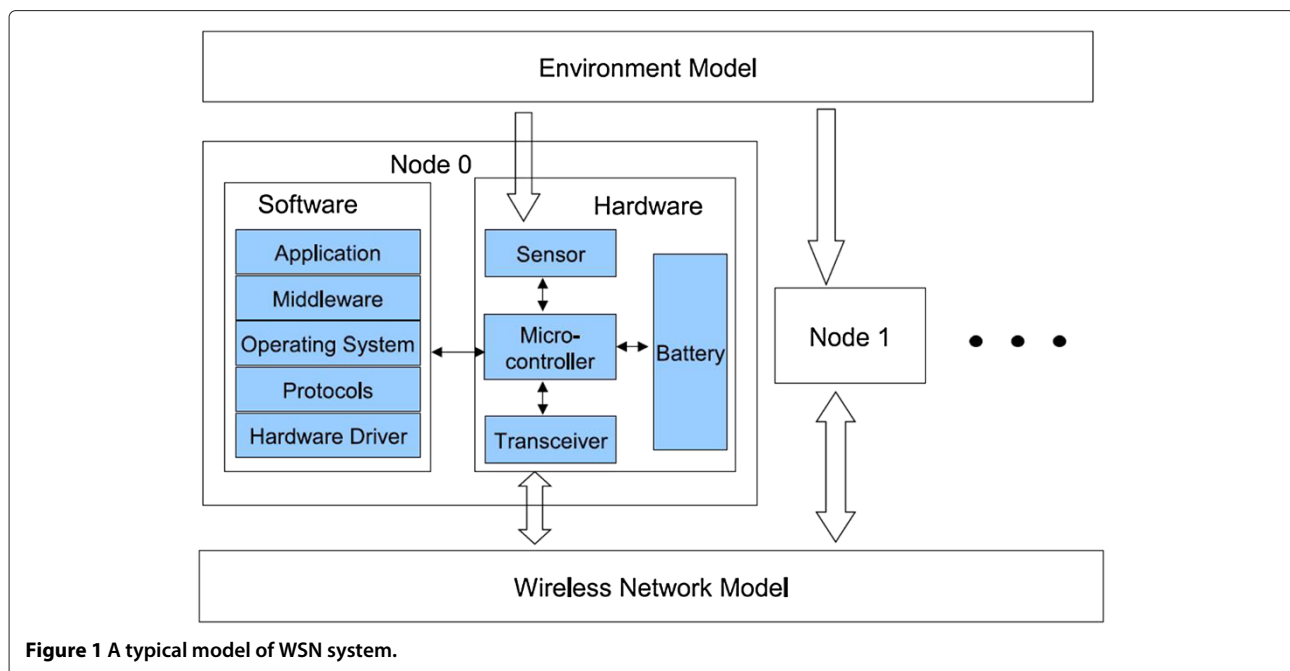 Environment Model
Node 0
Software
Application
Middleware
Operating System
Protocols
Hardware Driver
Hardware
Sensor
Micro-
controller
Transceiver
Battery
Node 1
Wireless Network Model
Figure 1 A typical model of WSN system.